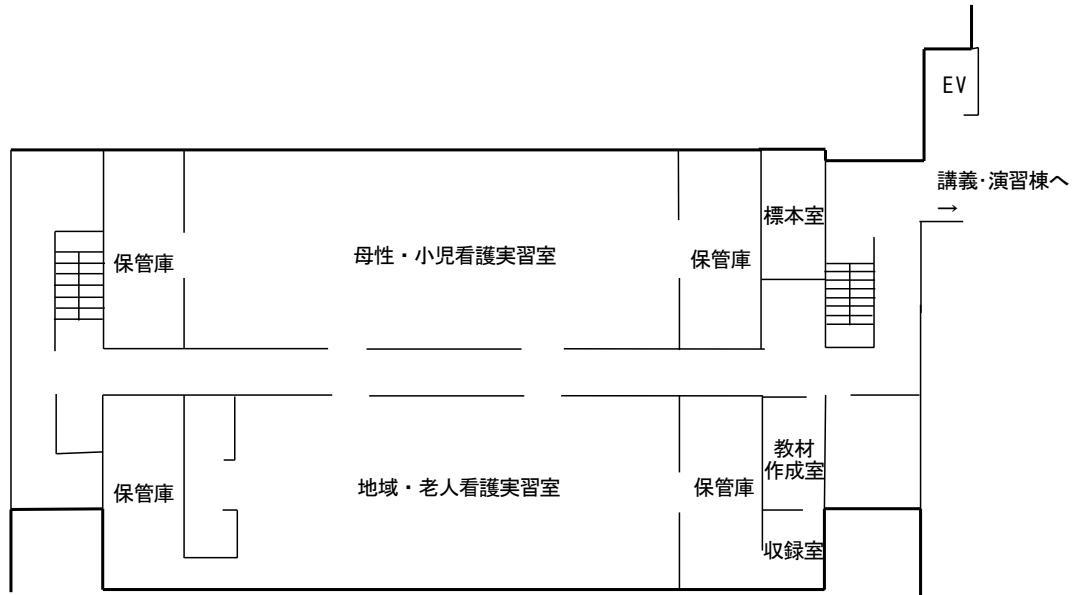 EV
講義・演習棟へ
→
標本室
保管庫
母性・小児看護実習室
保管庫
教材
作成室
保管庫
地域・老人看護実習室
保管庫
収録室